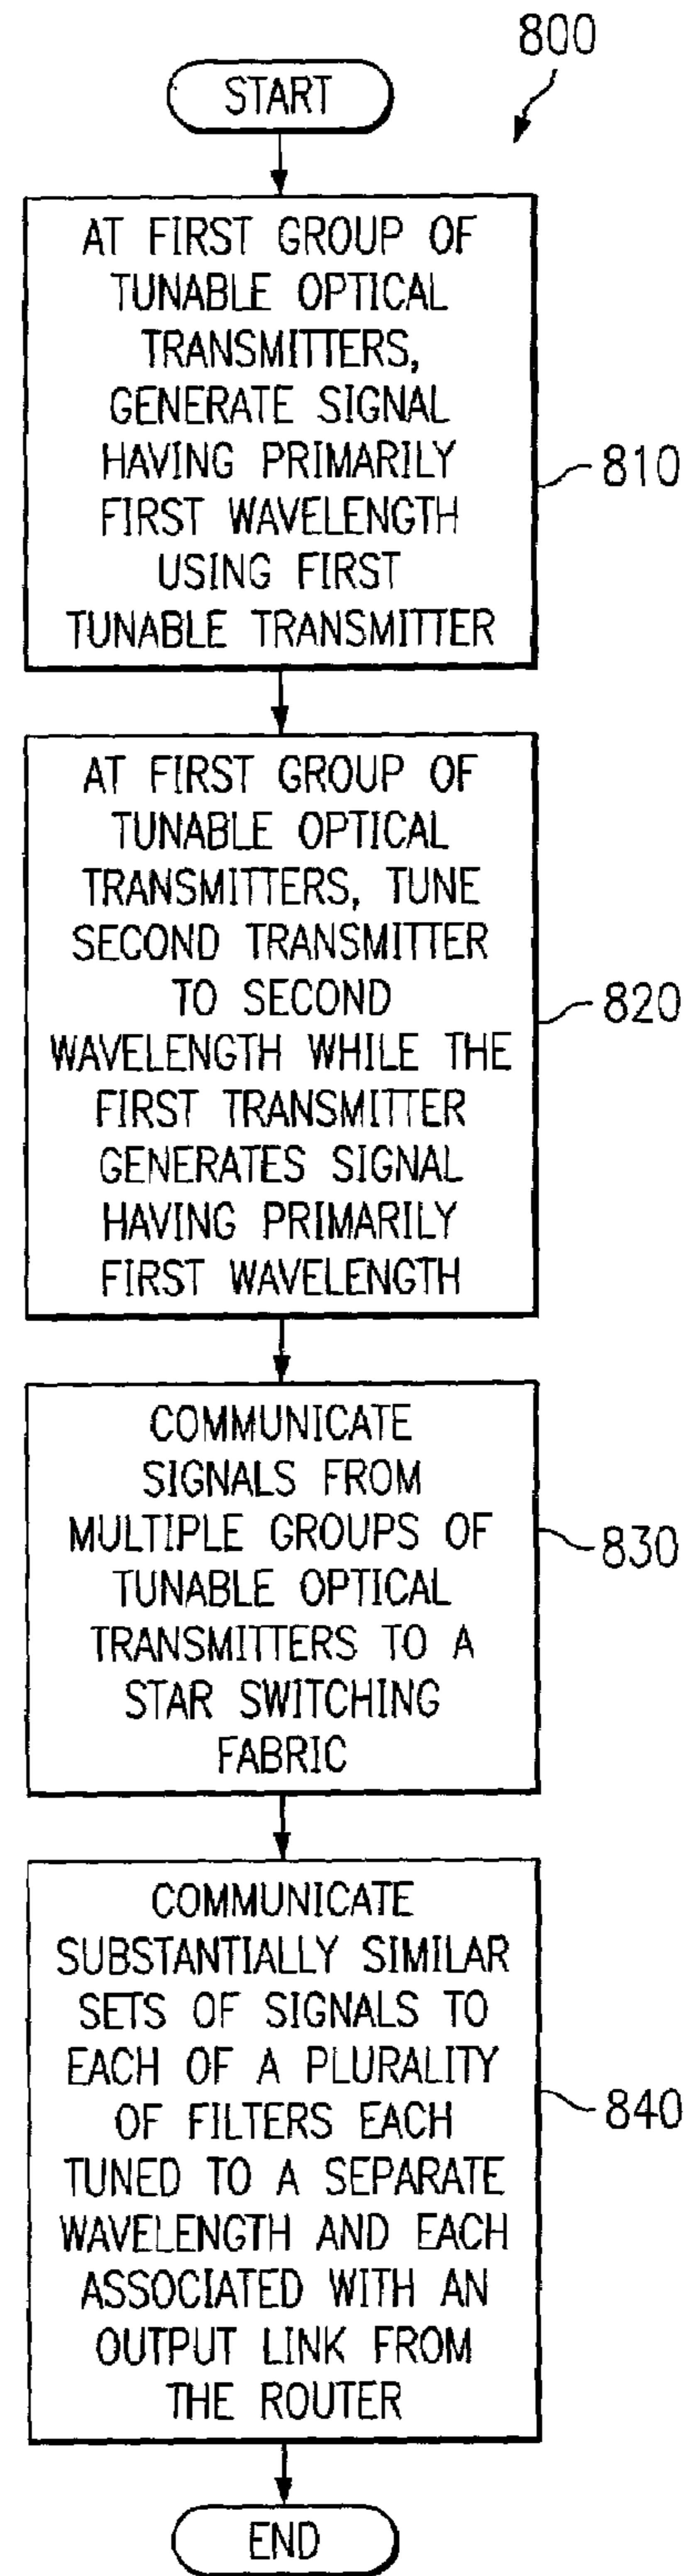 800
START
AT FIRST GROUP OF
TUNABLE OPTICAL
TRANSMITTERS,
GENERATE SIGNAL
HAVING PRIMARILY
FIRST WAVELENGTH
USING FIRST
TUNABLE TRANSMITTER
810
AT FIRST GROUP OF
TUNABLE OPTICAL
TRANSMITTERS, TUNE
SECOND TRANSMITTER
TO SECOND
WAVELENGTH WHILE THE
FIRST TRANSMITTER
GENERATES SIGNAL
HAVING PRIMARILY
FIRST WAVELENGTH
820
COMMUNICATE
SIGNALS FROM
MULTIPLE GROUPS OF
TUNABLE OPTICAL
TRANSMITTERS TO A
STAR SWITCHING
FABRIC
830
COMMUNICATE
SUBSTANTIALLY SIMILAR
SETS OF SIGNALS TO
EACH OF A PLURALITY
OF FILTERS EACH
TUNED TO A SEPARATE
WAVELENGTH AND EACH
ASSOCIATED WITH AN
OUTPUT LINK FROM
THE ROUTER
840
END